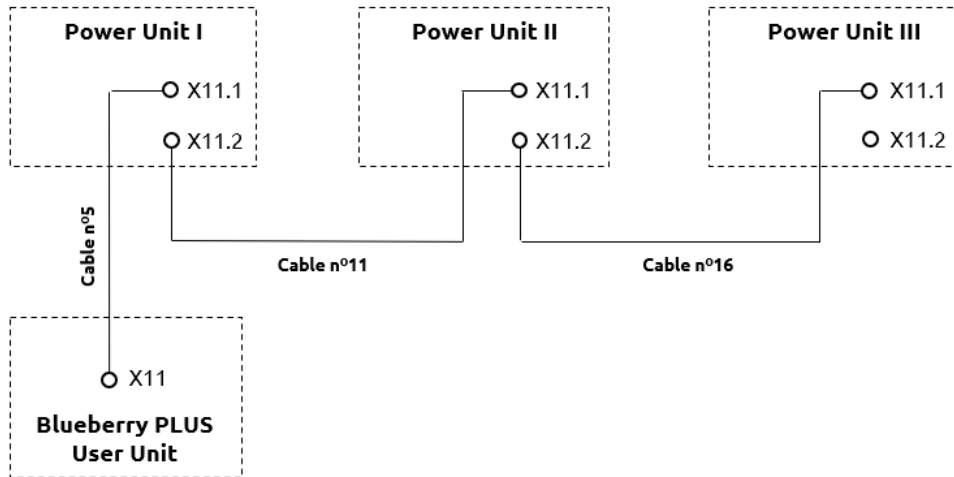 Power Unit I
Power Unit II
Power Unit III
X11.1
X11.1
X11.1
X11.2
X11.2
X11.2
Cable nº5
Cable nº11
Cable nº16
X11
Blueberry PLUS
User Unit